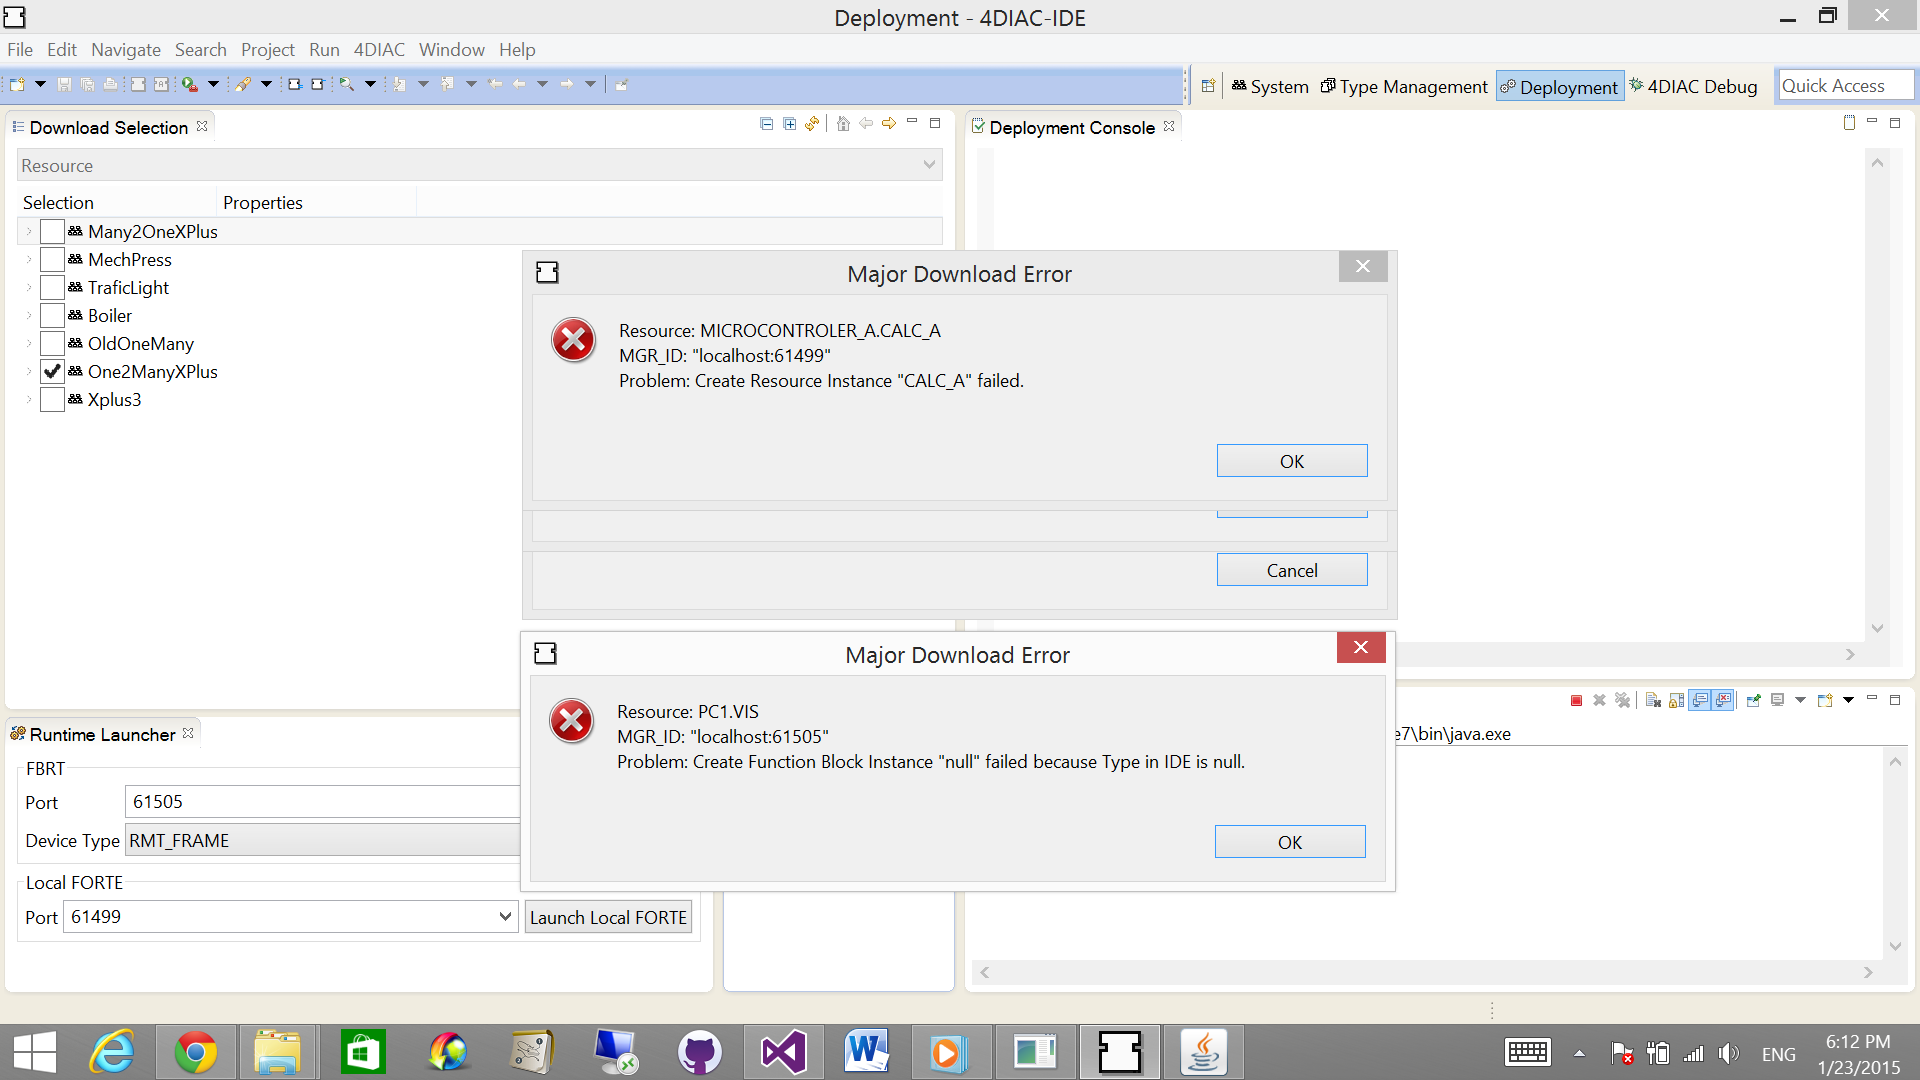 Deployment - 4DIAC-IDE
File Edit Navigate Search Project Run 4DIAC Window Help
System Type Management Deployment 4DIAC Debug Quick Access
Download Selection
Resource
Selection Properties
Many2OneXPlus
MechPress
TraficLight
Boiler
OldOneMany
One2ManyXPlus
Xplus3
Deployment Console
Major Download Error
Resource: MICROCONTROLER_A.CALC_A
MGR_ID: "localhost:61499"
Problem: Create Resource Instance "CALC_A" failed.
OK
Cancel
Major Download Error
Resource: PC1.VIS
MGR_ID: "localhost:61505"
Problem: Create Function Block Instance "null" failed because Type in IDE is null.
OK
e7\bin\java.exe
Runtime Launcher
FBRT
Port 61505
Device Type RMT_FRAME
Local FORTE
Port 61499 Launch Local FORTE
ENG
6:12 PM
1/23/2015